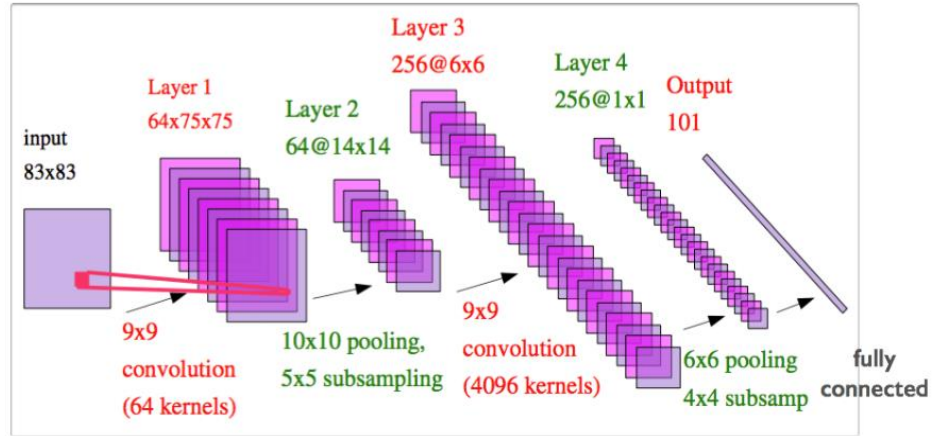 input
83x83
Layer 1
64x75x75
Layer 2
64@14x14
Layer 3
256@6x6
Layer 4
256@1x1
Output
101
9x9
convolution
(64 kernels)
10x10 pooling,
5x5 subsampling
9x9
convolution
(4096 kernels)
6x6 pooling
4x4 subsamp
fully
connected